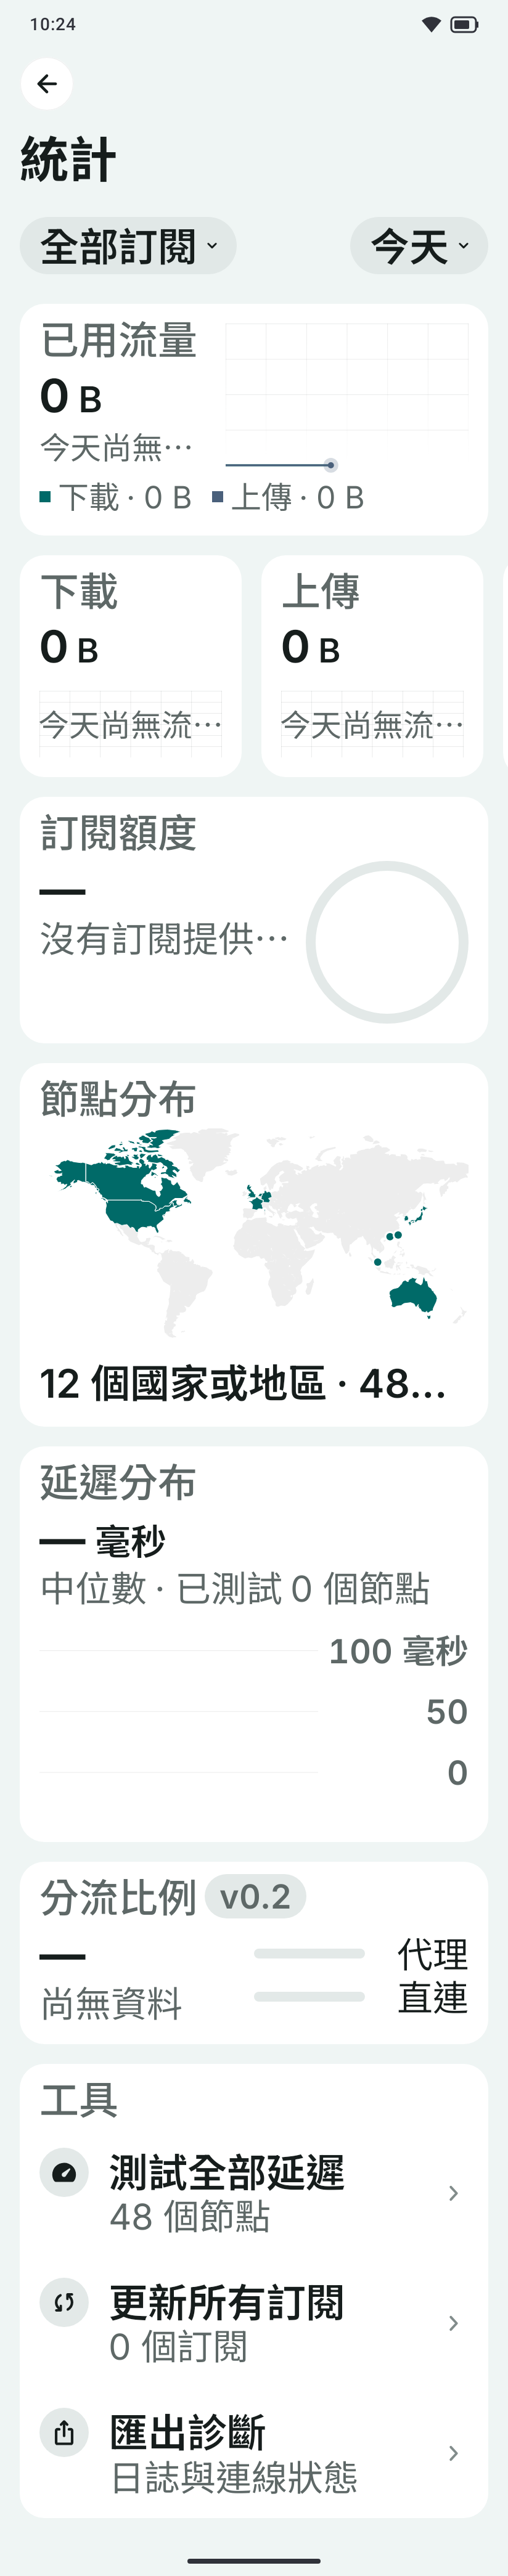 10:24
統計
全部訂閱
今天
已用流量
0 B
今天尚無…
下載 · 0 B
上傳 · 0 B
下載
0 B
今天尚無流…
上傳
0 B
今天尚無流…
訂閱額度
—
沒有訂閱提供…
節點分布
12 個國家或地區 · 48…
延遲分布
— 毫秒
中位數 · 已測試 0 個節點
100 毫秒
50
0
分流比例 v0.2
—
尚無資料
代理
直連
工具
測試全部延遲
48 個節點
更新所有訂閱
0 個訂閱
匯出診斷
日誌與連線狀態